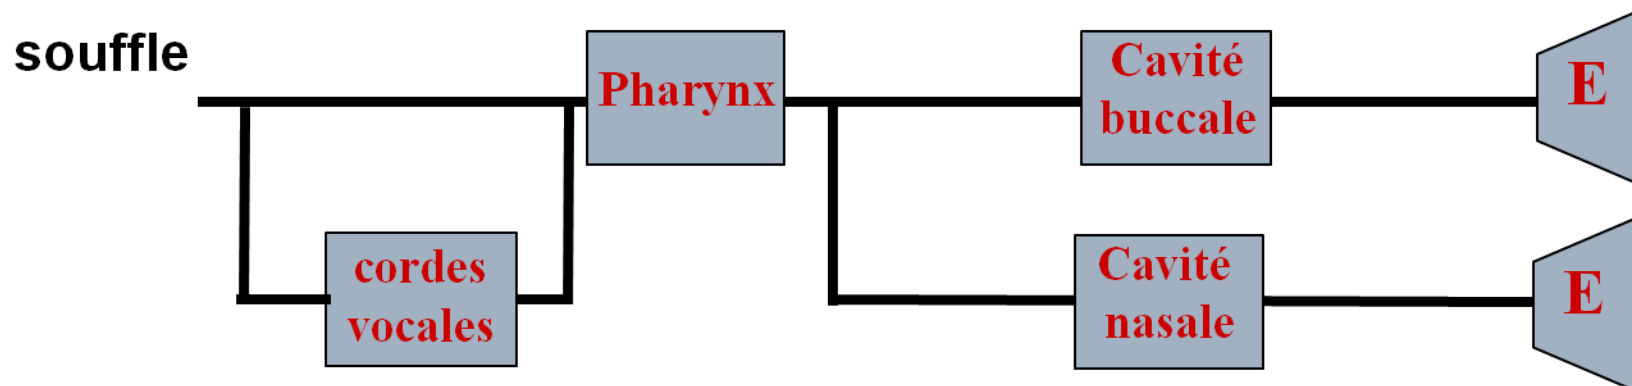 souffle
Pharynx
Cavité
buccale
E
cordes
vocales
Cavité
nasale
E